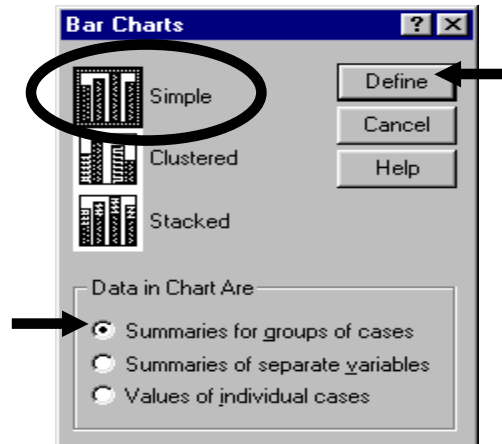 Bar Charts
Simple
Define
Cancel
Clustered
Help
Stacked
Data in Chart Are
Summaries for groups of cases
Summaries of separate variables
Values of individual cases